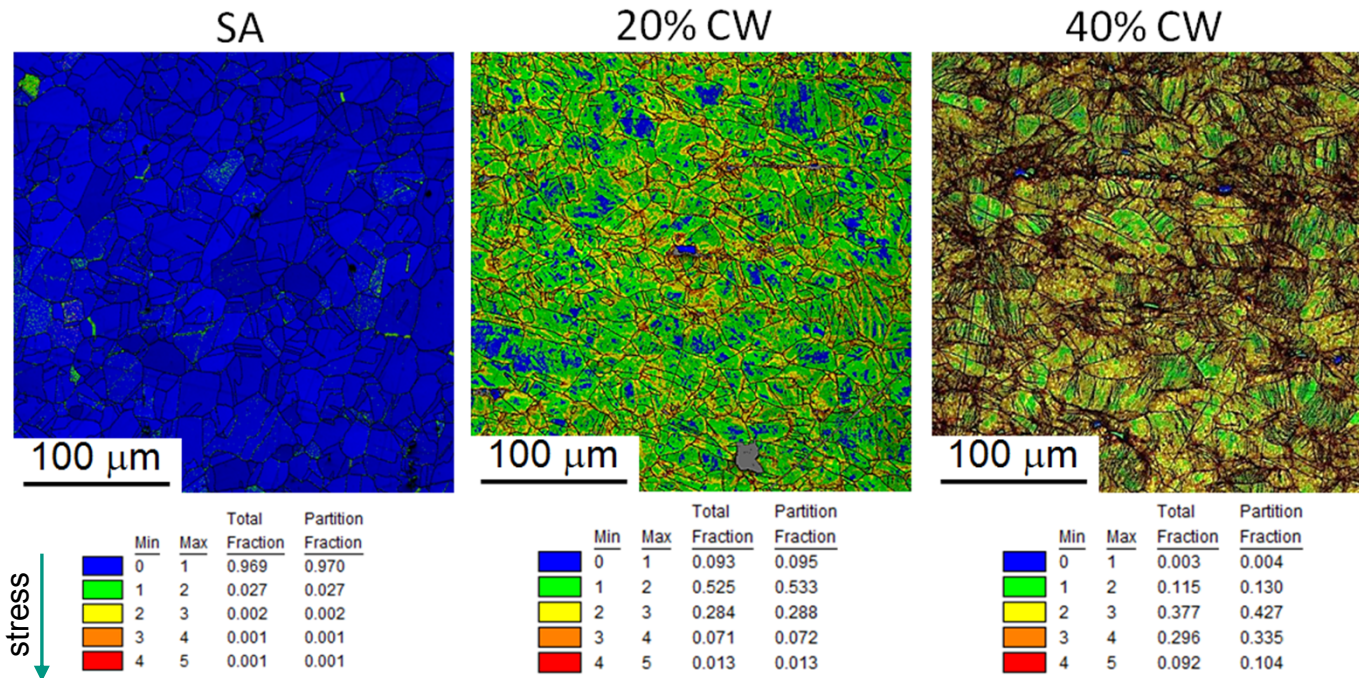 SA 20% CW 40% CW
100 μm 100 μm 100 μm
stress
Total Partition
Min Max Fraction Fraction
0 1 0.969 0.970
1 2 0.027 0.027
2 3 0.002 0.002
3 4 0.001 0.001
4 5 0.001 0.001
Total Partition
Min Max Fraction Fraction
0 1 0.093 0.095
1 2 0.525 0.533
2 3 0.284 0.288
3 4 0.071 0.072
4 5 0.013 0.013
Total Partition
Min Max Fraction Fraction
0 1 0.003 0.004
1 2 0.115 0.130
2 3 0.377 0.427
3 4 0.296 0.335
4 5 0.092 0.104